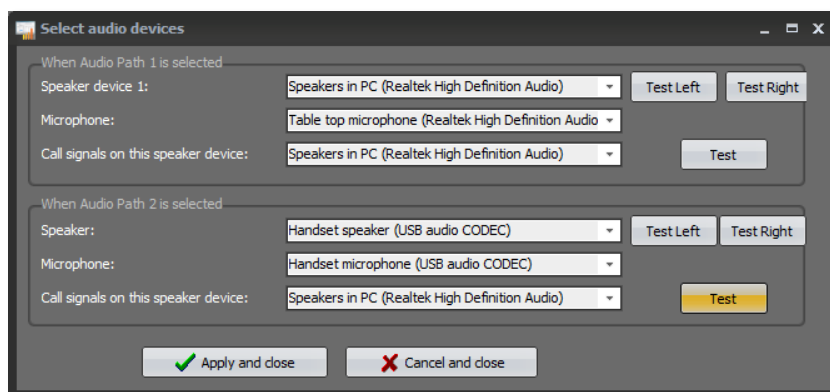 Select audio devices
When Audio Path 1 is selected
Speaker device 1: Speakers in PC (Realtek High Definition Audio) Test Left Test Right
Microphone: Table top microphone (Realtek High Definition Audio
Call signals on this speaker device: Speakers in PC (Realtek High Definition Audio) Test
When Audio Path 2 is selected
Speaker: Handset speaker (USB audio CODEC) Test Left Test Right
Microphone: Handset microphone (USB audio CODEC)
Call signals on this speaker device: Speakers in PC (Realtek High Definition Audio) Test
Apply and close Cancel and close